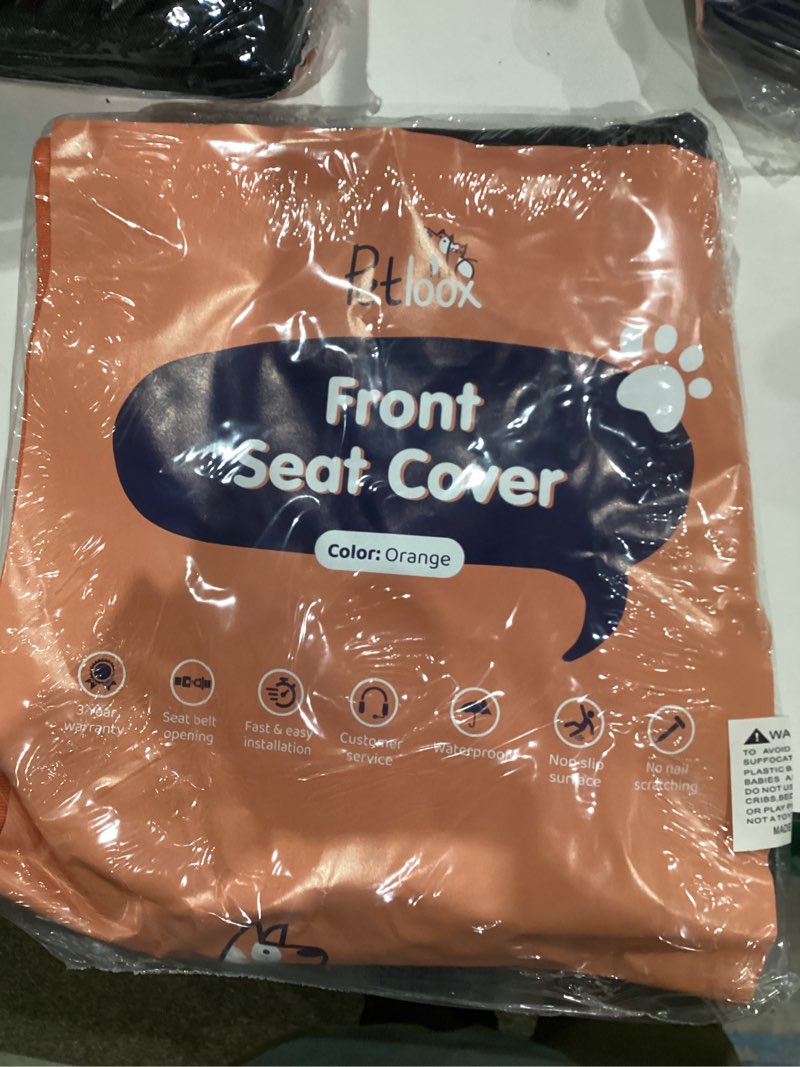 Petloox
Front
Seat Cover
Color: Orange
3-Year
warranty
Seat belt
opening
Fast & easy
installation
Customer
service
Waterproof
Non-slip
surface
No nail
scratching
WA
TO AVOID
SUFFOCAT
PLASTIC B
BABIES A
DO NOT US
CRIBS,BED
OR PLAY P
NOT A TOY
MADE